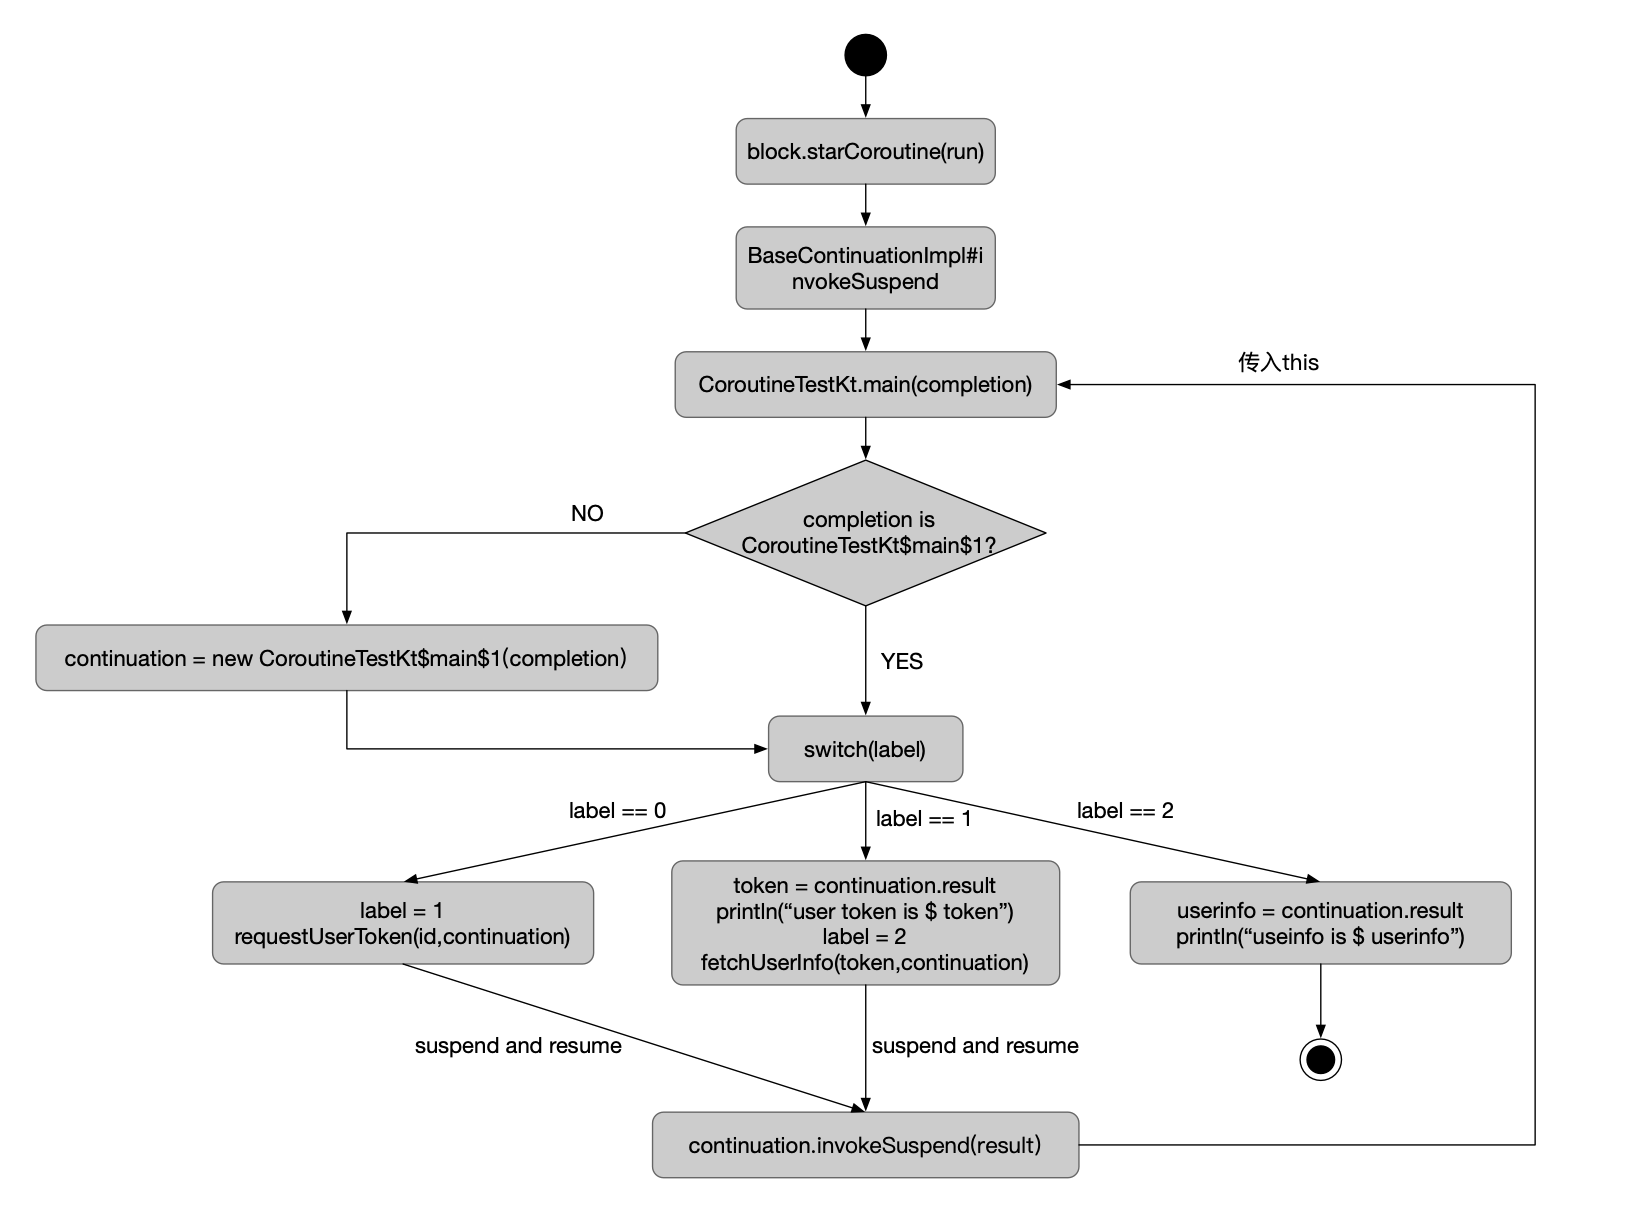 block.starCoroutine(run)
BaseContinuationImpl#i
nvokeSuspend
传入this
CoroutineTestKt.main(completion)
NO
completion is
CoroutineTestKt$main$1?
continuation = new CoroutineTestKt$main$1(completion)
YES
switch(label)
label == 0
label == 1
label == 2
label = 1
requestUserToken(id,continuation)
token = continuation.result
println(“user token is $ token”)
label = 2
fetchUserInfo(token,continuation)
userinfo = continuation.result
println(“useinfo is $ userinfo”)
suspend and resume
suspend and resume
continuation.invokeSuspend(result)